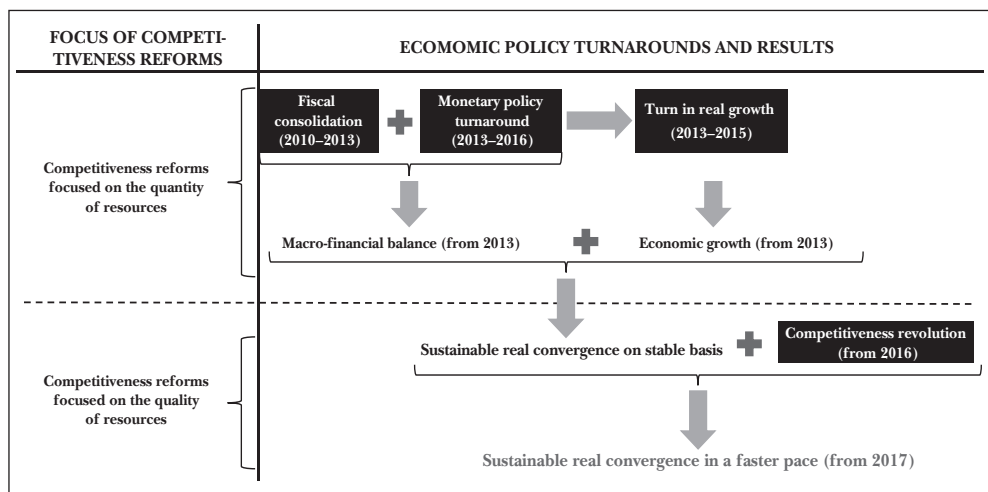 FOCUS OF COMPETI-
TIVENESS REFORMS
ECOMOMIC POLICY TURNAROUNDS AND RESULTS
Fiscal
consolidation
(2010–2013)
Monetary policy
turnaround
(2013–2016)
Turn in real growth
(2013–2015)
Competitiveness reforms
focused on the quantity
of resources
Macro-financial balance (from 2013)
Economic growth (from 2013)
Sustainable real convergence on stable basis
Competitiveness revolution
(from 2016)
Competitiveness reforms
focused on the quality
of resources
Sustainable real convergence in a faster pace (from 2017)